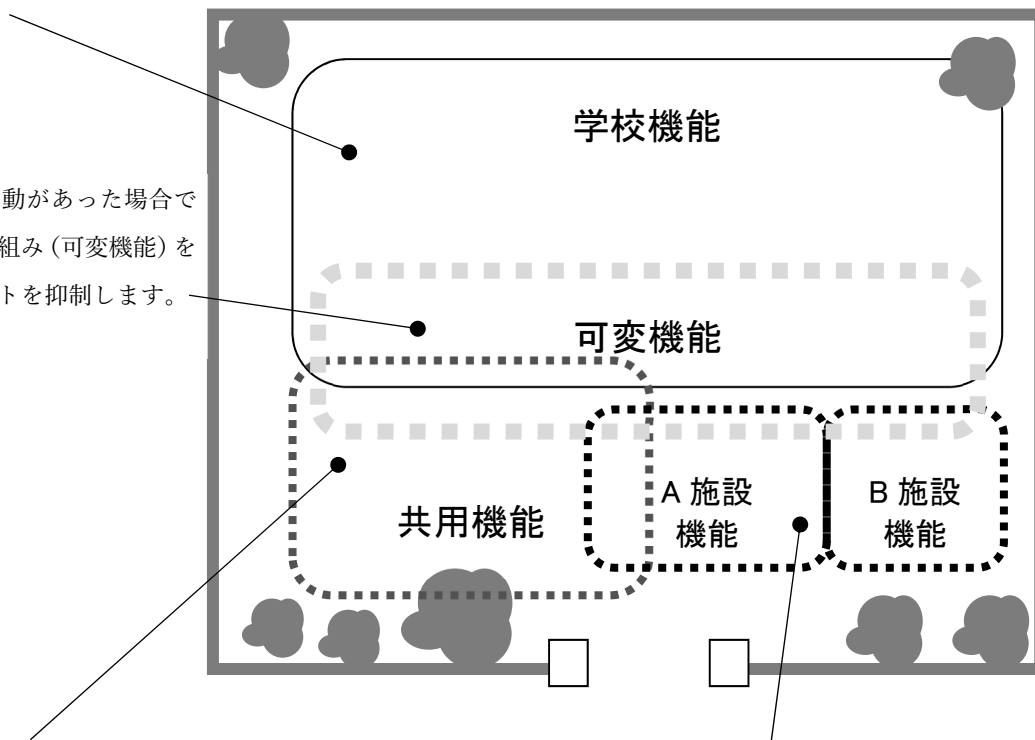 学校機能
動があった場合で
組み（可変機能）を
トを抑制します。
可変機能
共用機能
A 施設
機能
B 施設
機能